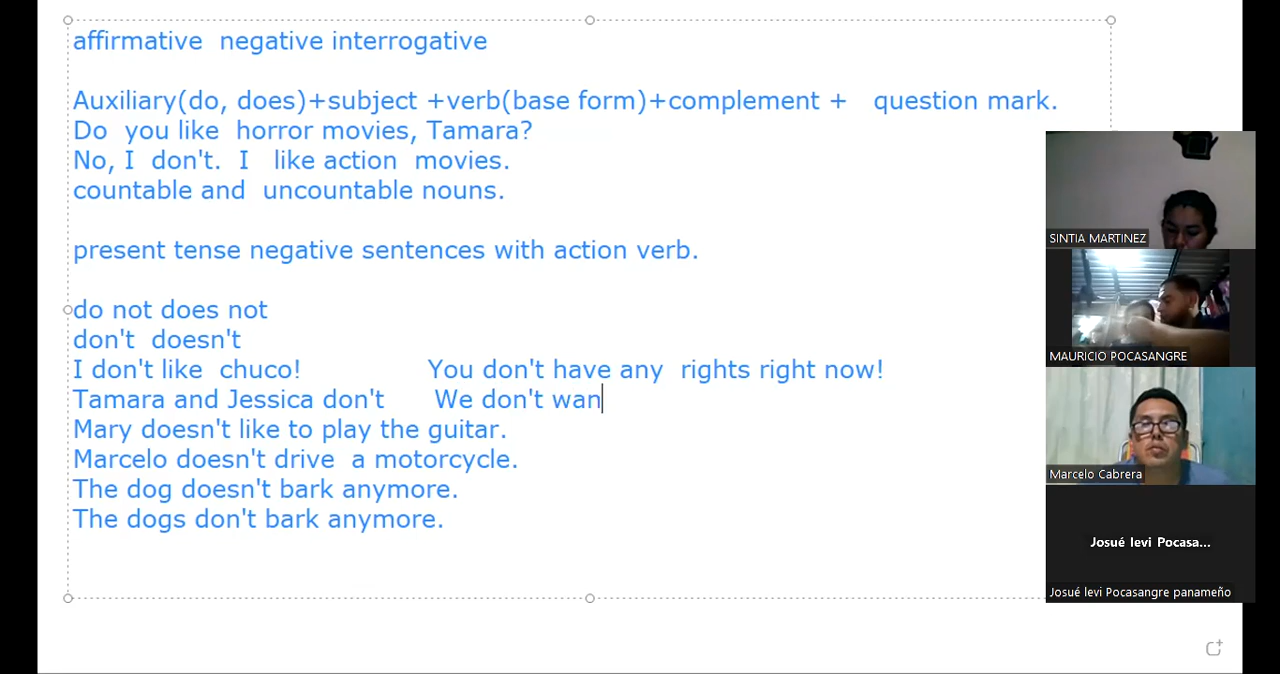 affirmative negative interrogative
Auxiliary(do, does)+subject +verb(base form)+complement + question mark.
Do you like horror movies, Tamara?
No, I don't. I like action movies.
countable and uncountable nouns.
present tense negative sentences with action verb.
do not does not
don't doesn't
I don't like chuco! You don't have any rights right now!
Tamara and Jessica don't We don't wan
Mary doesn't like to play the guitar.
Marcelo doesn't drive a motorcycle.
The dog doesn't bark anymore.
The dogs don't bark anymore.
SINTIA MARTINEZ
MAURICIO POCASANGRE
Marcelo Cabrera
Josué levi Pocasa...
Josué levi Pocasangre panameño